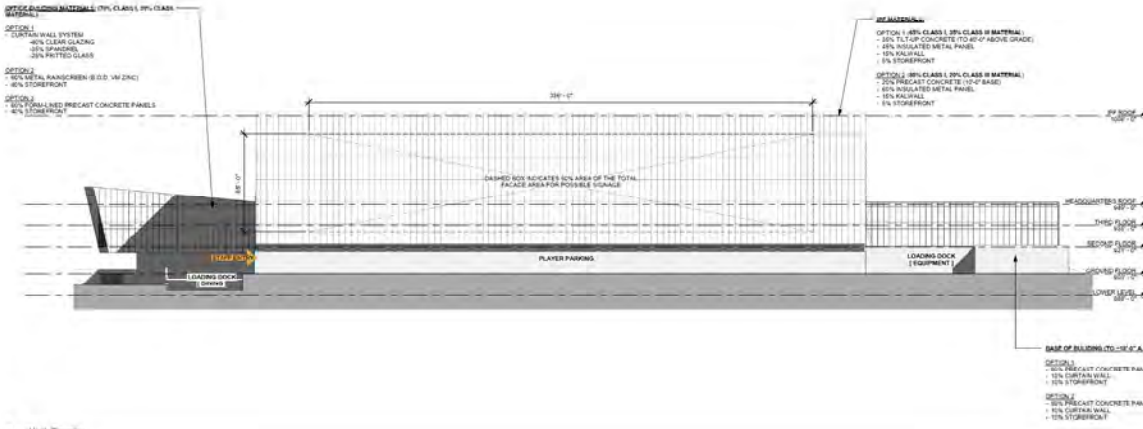 OFFICE BUILDING MATERIALS: (75% CLASS I, 25% CLASS
MATERIAL)
OPTION 1
- CURTAIN WALL SYSTEM
-40% CLEAR GLAZING
-35% SPANDREL
-25% FRITTED GLASS
OPTION 2
- 60% METAL RAINSCREEN (B.O.D. VM ZINC)
- 40% STOREFRONT
OPTION 3
- 60% FORM-LINED PRECAST CONCRETE PANELS
- 40% STOREFRONT
IPF MATERIALS:
OPTION 1 (65% CLASS I, 35% CLASS III MATERIAL)
- 35% TILT-UP CONCRETE (TO 40'-0" ABOVE GRADE)
- 45% INSULATED METAL PANEL
- 15% KALWALL
- 5% STOREFRONT
OPTION 2 (80% CLASS I, 20% CLASS III MATERIAL)
- 20% PRECAST CONCRETE (10'-0" BASE)
- 60% INSULATED METAL PANEL
- 15% KALWALL
- 5% STOREFRONT
IPF ROOF
DASHED BOX INDICATES 50% AREA OF THE TOTAL
FACADE AREA FOR POSSIBLE SIGNAGE
HEADQUARTERS ROOF
THIRD FLOOR
SECOND FLOOR
STAFF ENTRY
PLAYER PARKING
LOADING DOCK
[ EQUIPMENT ]
GROUND FLOOR
LOADING DOCK
[ DINING ]
LOWER LEVEL
BASE OF BUILDING (TO
OPTION 1
- 80% PRECAST CONCRETE PAN
- 10% CURTAIN WALL
- 10% STOREFRONT
OPTION 2
- 80% PRECAST CONCRETE PAN
- 10% CURTAIN WALL
- 10% STOREFRONT